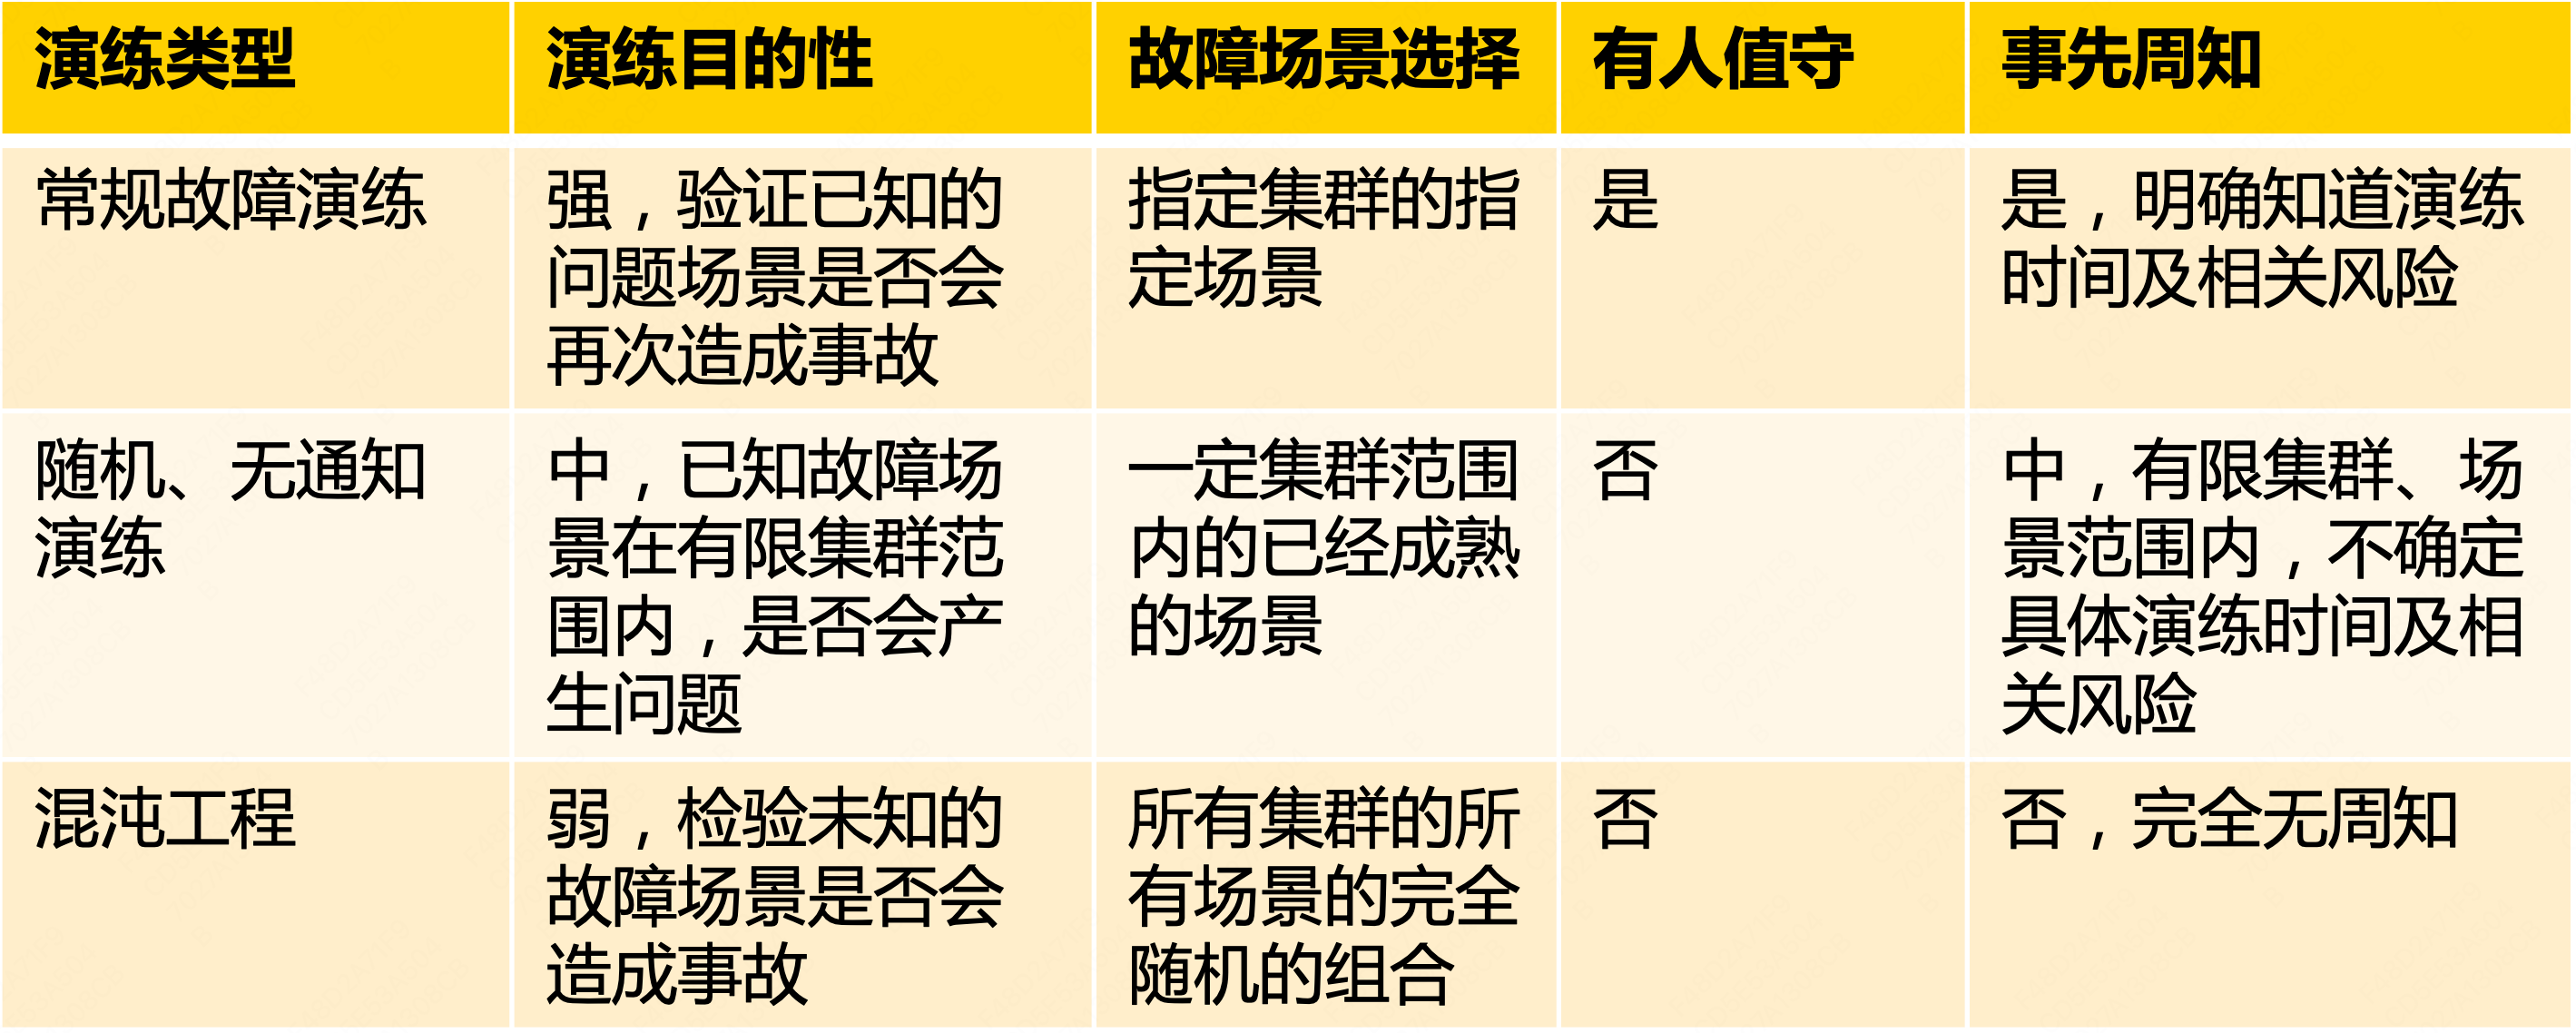 演练类型
演练目的性
故障场景选择
有人值守
事先周知
常规故障演练
强，验证已知的
问题场景是否会
再次造成事故
指定集群的指
定场景
是
是，明确知道演练
时间及相关风险
随机、无通知
演练
中，已知故障场
景在有限集群范
围内，是否会产
生问题
一定集群范围
内的已经成熟
的场景
否
中，有限集群、场
景范围内，不确定
具体演练时间及相
关风险
混沌工程
弱，检验未知的
故障场景是否会
造成事故
所有集群的所
有场景的完全
随机的组合
否
否，完全无周知